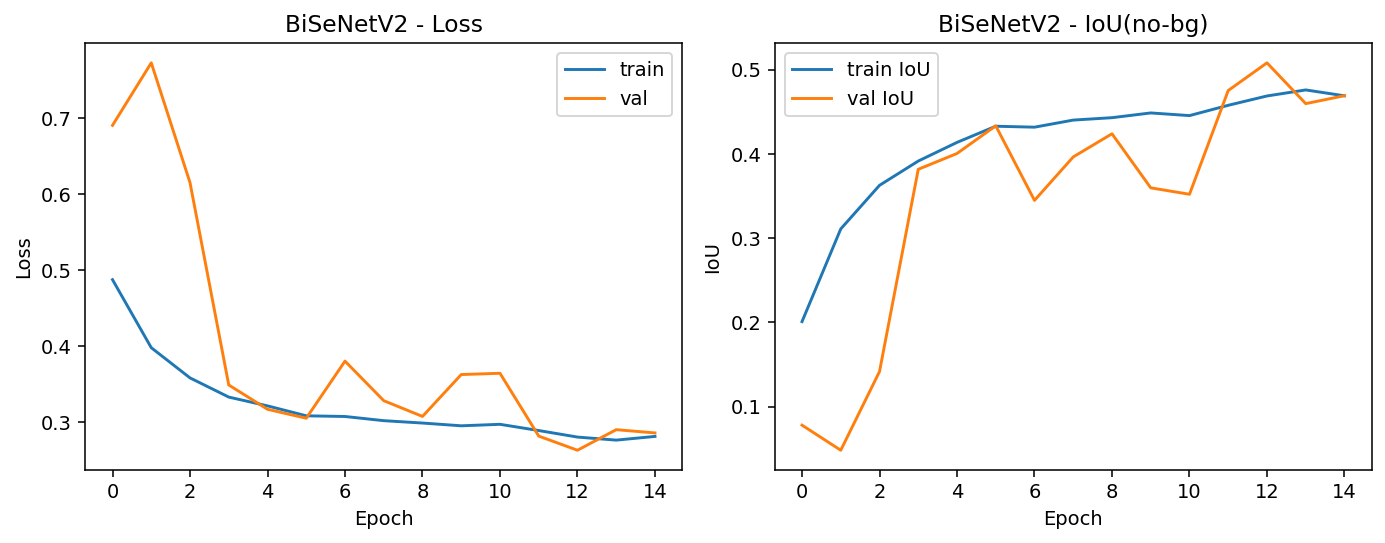 BiSeNetV2 - Loss
train
val
0.7
0.6
0.5
0.4
0.3
Loss
0 2 4 6 8 10 12 14
Epoch
BiSeNetV2 - IoU(no-bg)
train IoU
val IoU
0.5
0.4
0.3
0.2
0.1
IoU
0 2 4 6 8 10 12 14
Epoch